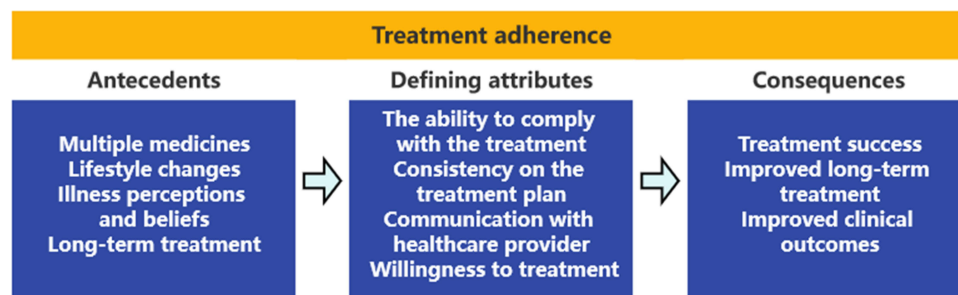 Treatment adherence
Antecedents
Multiple medicines
Lifestyle changes
Illness perceptions
and beliefs
Long-term treatment
Defining attributes
The ability to comply
with the treatment
Consistency on the
treatment plan
Communication with
healthcare provider
Willingness to treatment
Consequences
Treatment success
Improved long-term
treatment
Improved clinical
outcomes